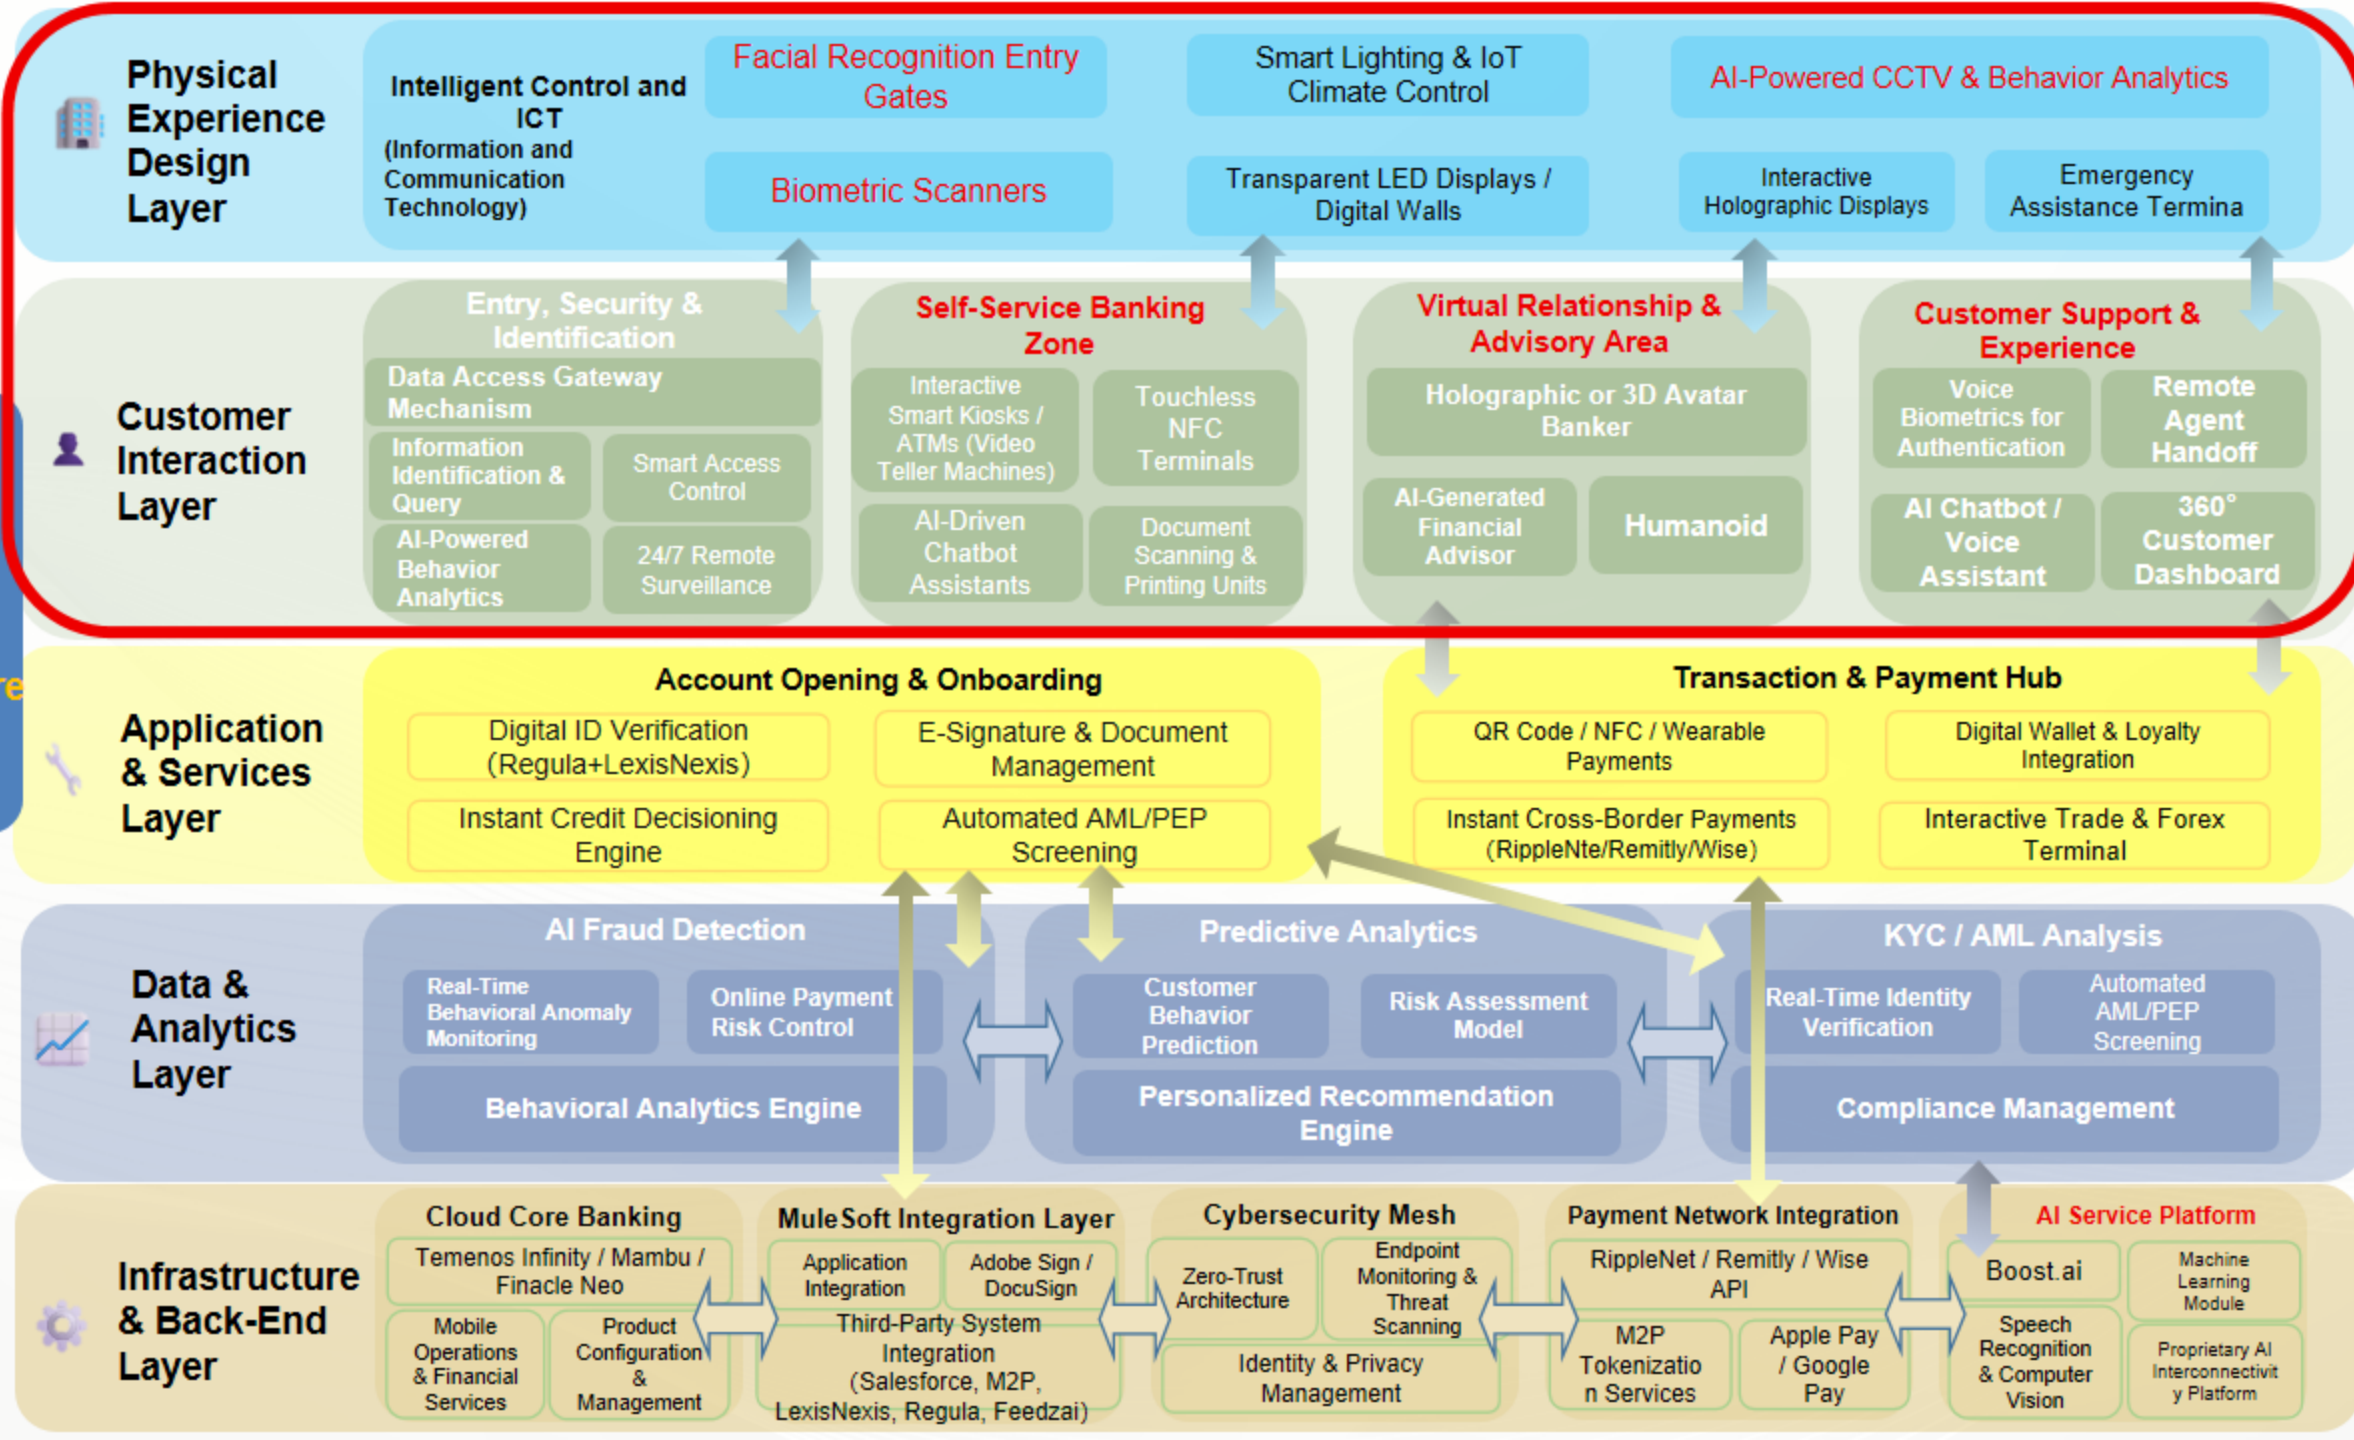 Physical
Experience
Design
Layer
Intelligent Control and
ICT
(Information and
Communication
Technology)
Facial Recognition Entry
Gates
Smart Lighting & IoT
Climate Control
AI-Powered CCTV & Behavior Analytics
Biometric Scanners
Transparent LED Displays /
Digital Walls
Interactive
Holographic Displays
Emergency
Assistance Termina
Customer
Interaction
Layer
Entry, Security &
Identification
Data Access Gateway
Mechanism
Information
Identification &
Query
Smart Access
Control
AI-Powered
Behavior
Analytics
24/7 Remote
Surveillance
Self-Service Banking
Zone
Interactive
Smart Kiosks /
ATMs (Video
Teller Machines)
Touchless
NFC
Terminals
AI-Driven
Chatbot
Assistants
Document
Scanning &
Printing Units
Virtual Relationship &
Advisory Area
Holographic or 3D Avatar
Banker
AI-Generated
Financial
Advisor
Humanoid
Customer Support &
Experience
Voice
Biometrics for
Authentication
Remote
Agent
Handoff
AI Chatbot /
Voice
Assistant
360°
Customer
Dashboard
re
Application
& Services
Layer
Account Opening & Onboarding
Digital ID Verification
(Regula+LexisNexis)
E-Signature & Document
Management
Instant Credit Decisioning
Engine
Automated AML/PEP
Screening
Transaction & Payment Hub
QR Code / NFC / Wearable
Payments
Digital Wallet & Loyalty
Integration
Instant Cross-Border Payments
(RippleNte/Remitly/Wise)
Interactive Trade & Forex
Terminal
Data &
Analytics
Layer
AI Fraud Detection
Real-Time
Behavioral Anomaly
Monitoring
Online Payment
Risk Control
Behavioral Analytics Engine
Predictive Analytics
Customer
Behavior
Prediction
Risk Assessment
Model
Personalized Recommendation
Engine
KYC / AML Analysis
Real-Time Identity
Verification
Automated
AML/PEP
Screening
Compliance Management
Infrastructure
& Back-End
Layer
Cloud Core Banking
Temenos Infinity / Mambu /
Finacle Neo
Mobile
Operations
& Financial
Services
Product
Configuration
&
Management
MuleSoft Integration Layer
Application
Integration
Adobe Sign /
DocuSign
Third-Party System
Integration
(Salesforce, M2P,
LexisNexis, Regula, Feedzai)
Cybersecurity Mesh
Zero-Trust
Architecture
Endpoint
Monitoring &
Threat
Scanning
Identity & Privacy
Management
Payment Network Integration
RippleNet / Remitly / Wise
API
M2P
Tokenizatio
n Services
Apple Pay
/ Google
Pay
AI Service Platform
Boost.ai
Machine
Learning
Module
Speech
Recognition
& Computer
Vision
Proprietary AI
Interconnectivit
y Platform